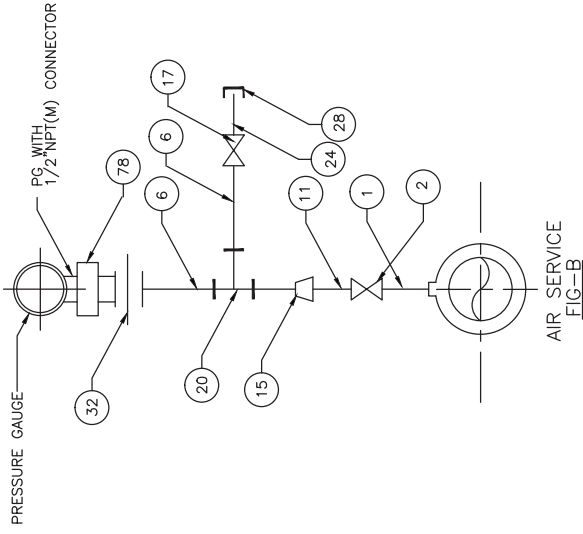 PRESSURE GAUGE
PG WITH
1/2"NPT(M) CONNECTOR
78
32
6
6
17
20
24
28
15
11
1
2
AIR SERVICE
FIG-B